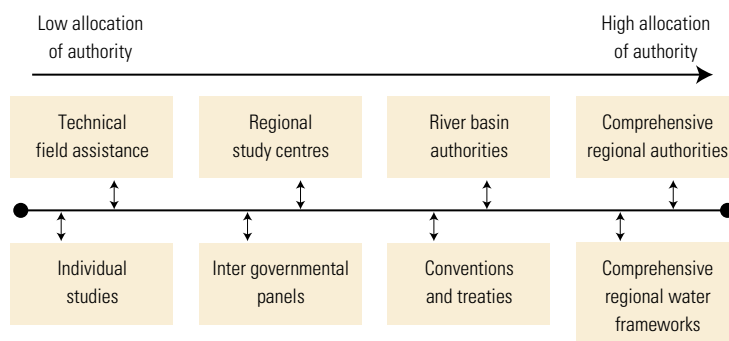 Low allocation
of authority
High allocation
of authority
Technical
field assistance
Regional
study centres
River basin
authorities
Comprehensive
regional authorities
Individual
studies
Inter governmental
panels
Conventions
and treaties
Comprehensive
regional water
frameworks